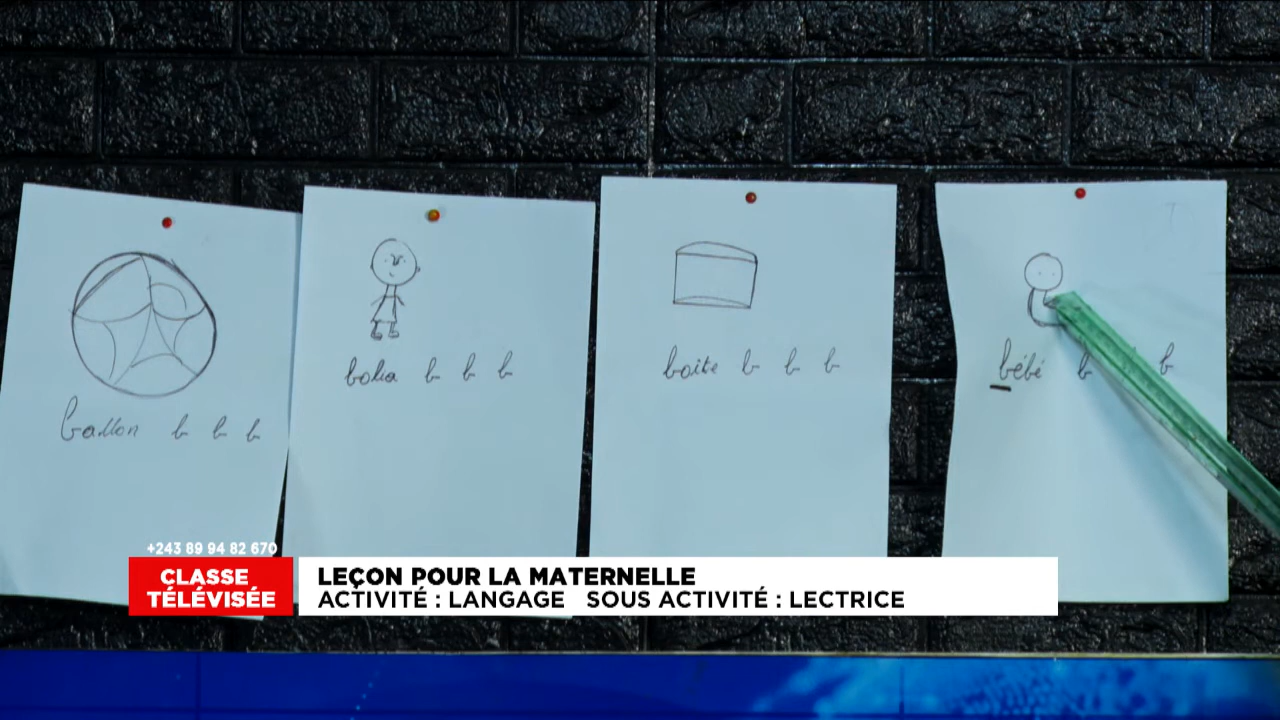 ballon b b b
bolia b b b
boite b b b
bébé b b
+243 89 94 82 670
CLASSE
TÉLÉVISÉE
LEÇON POUR LA MATERNELLE
ACTIVITÉ : LANGAGE SOUS ACTIVITÉ : LECTRICE